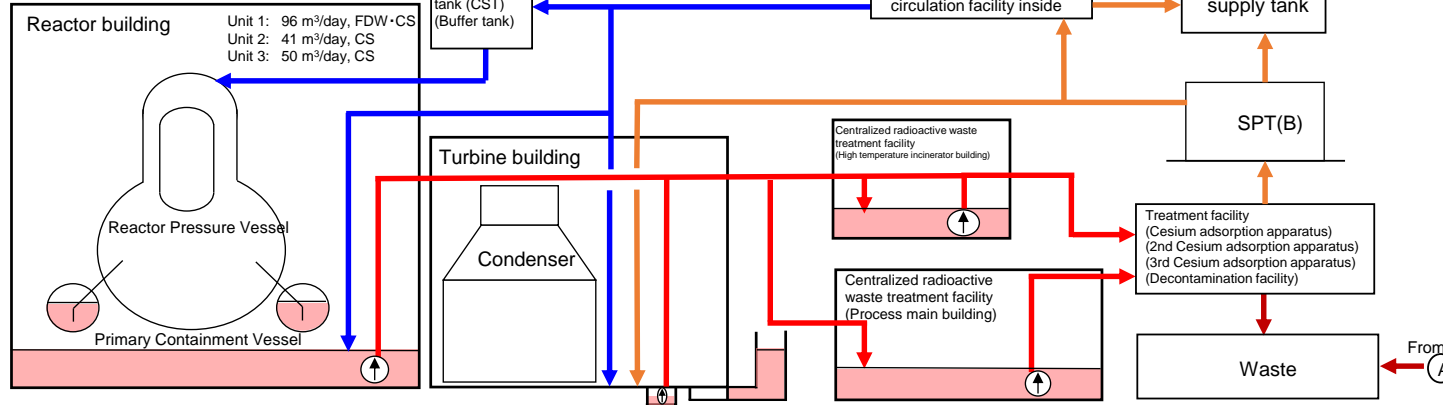 Reactor building
Unit 1: 96 m³/day, FDW・CS
Unit 2: 41 m³/day, CS
Unit 3: 50 m³/day, CS
tank (CST)
(Buffer tank)
circulation facility inside
supply tank
SPT(B)
Centralized radioactive waste
treatment facility
(High temperature incinerator building)
Turbine building
Reactor Pressure Vessel
Condenser
Treatment facility
(Cesium adsorption apparatus)
(2nd Cesium adsorption apparatus)
(3rd Cesium adsorption apparatus)
(Decontamination facility)
Centralized radioactive
waste treatment facility
(Process main building)
Primary Containment Vessel
Waste
From
A